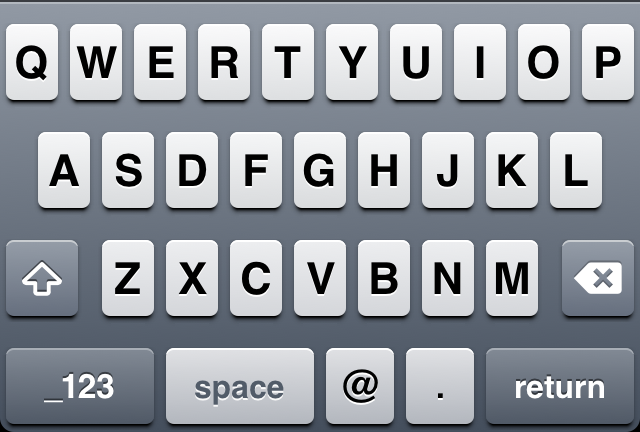 Q W E R T Y U I O P
A S D F G H J K L
Z X C V B N M
_123 space @ . return